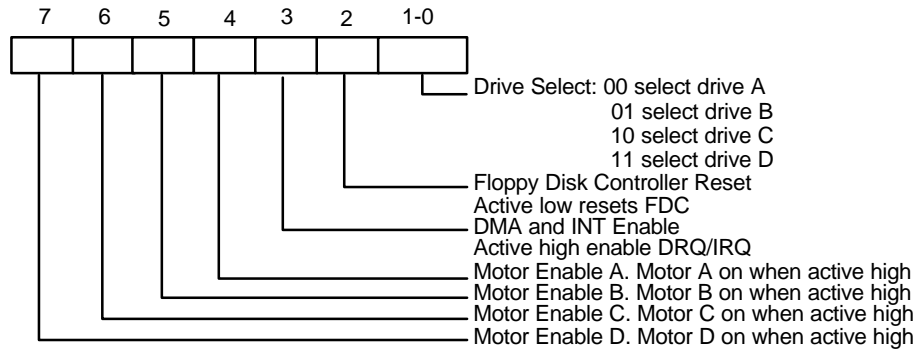 7 6 5 4 3 2 1-0
Drive Select: 00 select drive A
01 select drive B
10 select drive C
11 select drive D
Floppy Disk Controller Reset
Active low resets FDC
DMA and INT Enable
Active high enable DRQ/IRQ
Motor Enable A. Motor A on when active high
Motor Enable B. Motor B on when active high
Motor Enable C. Motor C on when active high
Motor Enable D. Motor D on when active high